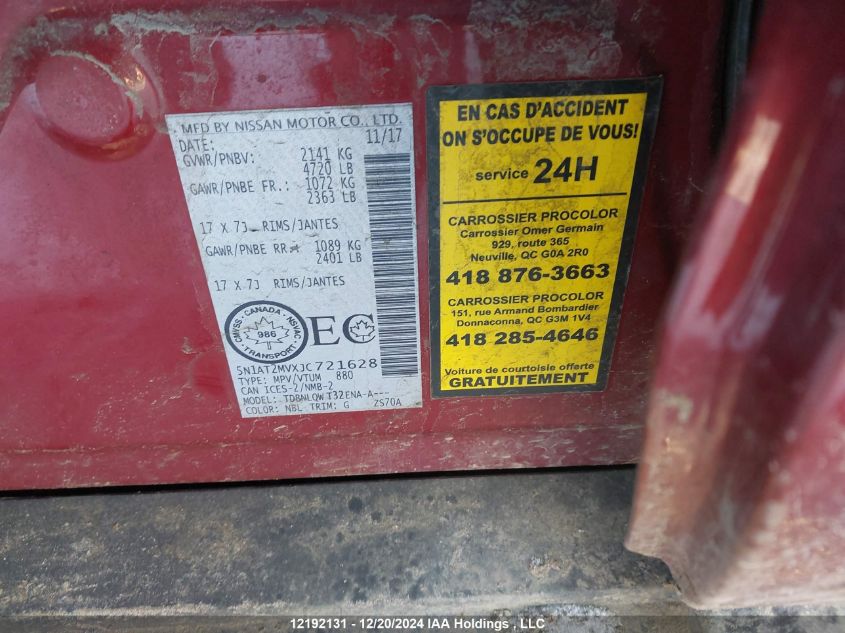 MFD BY NISSAN MOTOR CO., LTD.
DATE: 11/17
GVWR/PNBV: 2141 KG
4720 LB
GAWR/PNBE FR.: 1072 KG
2363 LB
17 X 7J RIMS/JANTES
GAWR/PNBE RR.: 1089 KG
2401 LB
17 X 7J RIMS/JANTES
CMVSS · CANADA · NSVAC
986
TRANSPORT
EC
5N1AT2MVXJC721628
TYPE: MPV/VTUM 880
CAN ICES-2/NMB-2
MODEL: TDBNLQWT32ENA-A---
COLOR: NBL TRIM: G ZS70A
EN CAS D'ACCIDENT
ON S'OCCUPE DE VOUS!
service 24H
CARROSSIER PROCOLOR
Carrossier Omer Germain
929, route 365
Neuville, QC G0A 2R0
418 876-3663
CARROSSIER PROCOLOR
151, rue Armand Bombardier
Donnaconna, QC G3M 1V4
418 285-4646
Voiture de courtoisie offerte
GRATUITEMENT
12192131 - 12/20/2024 IAA Holdings, LLC